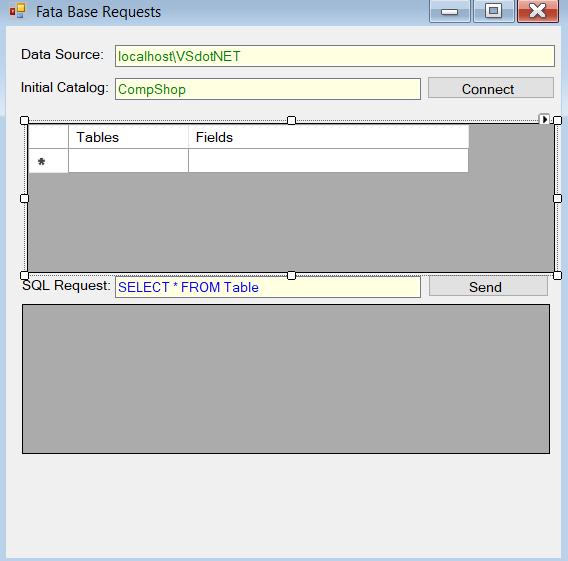 Fata Base Requests
Data Source: localhost\VSdotNET
Initial Catalog: CompShop Connect
Tables Fields
*
SQL Request: SELECT * FROM Table Send